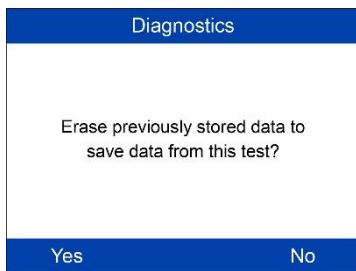 Diagnostics
Erase previously stored data to
save data from this test?
Yes No